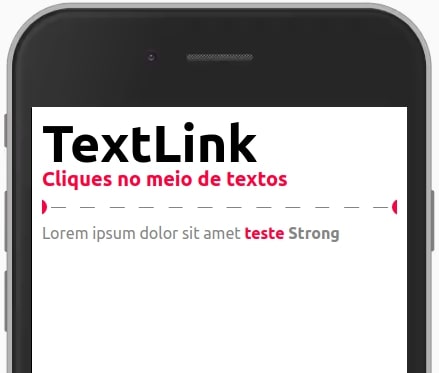 TextLink
Cliques no meio de textos
Lorem ipsum dolor sit amet teste Strong